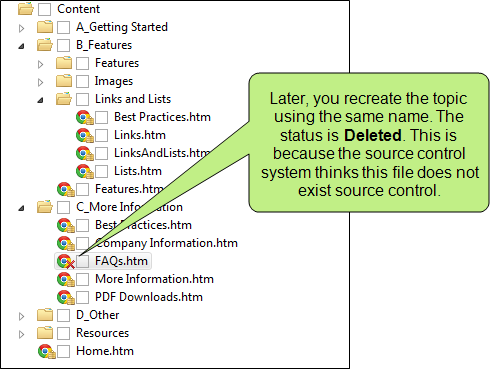 Content
A_Getting Started
B_Features
Features
Images
Links and Lists
Best Practices.htm
Links.htm
LinksAndLists.htm
Lists.htm
Features.htm
C_More Information
Best Practices.htm
Company Information.htm
FAQs.htm
More Information.htm
PDF Downloads.htm
D_Other
Resources
Home.htm
Later, you recreate the topic
using the same name. The
status is Deleted. This is
because the source control
system thinks this file does not
exist source control.